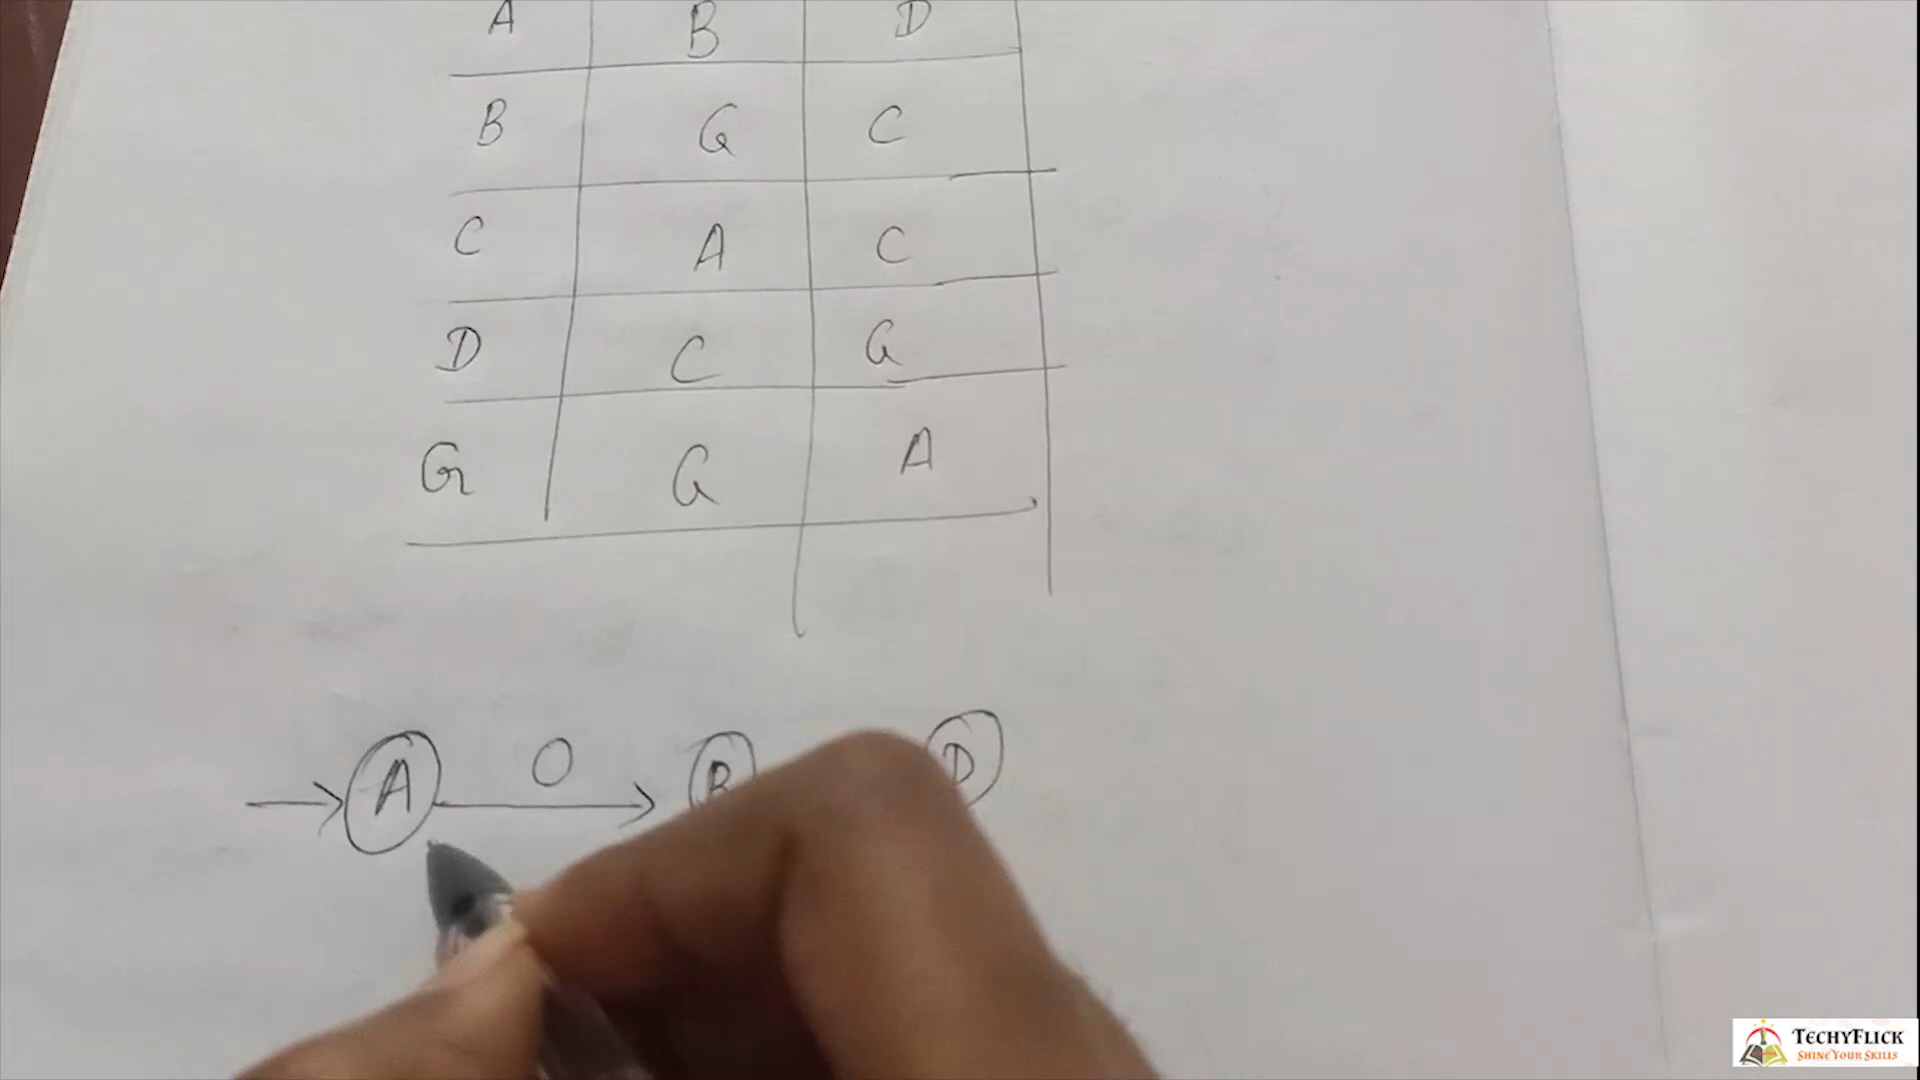 A B D
B G C
C A C
D C G
G G A
A 0 B D
TECHYFLICK
SHINE YOUR SKILLS